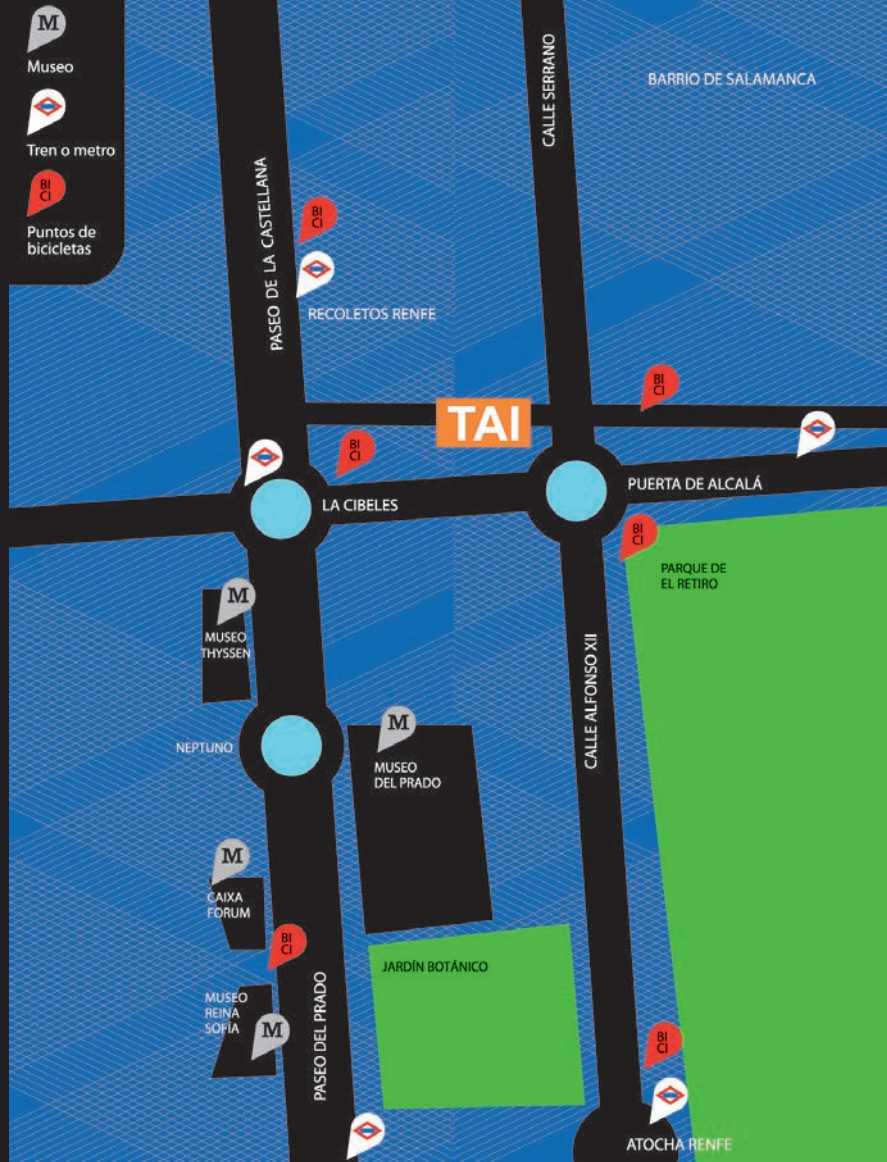 M
Museo
Tren o metro
BI
CI
Puntos de
bicicletas
CALLE SERRANO
BARRIO DE SALAMANCA
PASEO DE LA CASTELLANA
BI
CI
RECOLETOS RENFE
BI
CI
TAI
BI
CI
LA CIBELES
PUERTA DE ALCALÁ
BI
CI
PARQUE DE
EL RETIRO
M
MUSEO
THYSSEN
CALLE ALFONSO XII
NEPTUNO
M
MUSEO
DEL PRADO
M
CAIXA
FORUM
BI
CI
JARDÍN BOTÁNICO
MUSEO
REINA
SOFÍA
M
PASEO DEL PRADO
BI
CI
ATOCHA RENFE